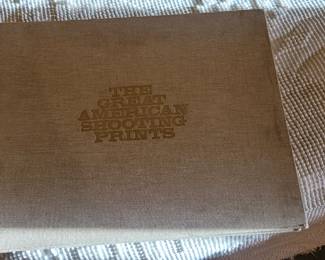 THE
GREAT
AMERICAN
SHOOTING
PRINTS